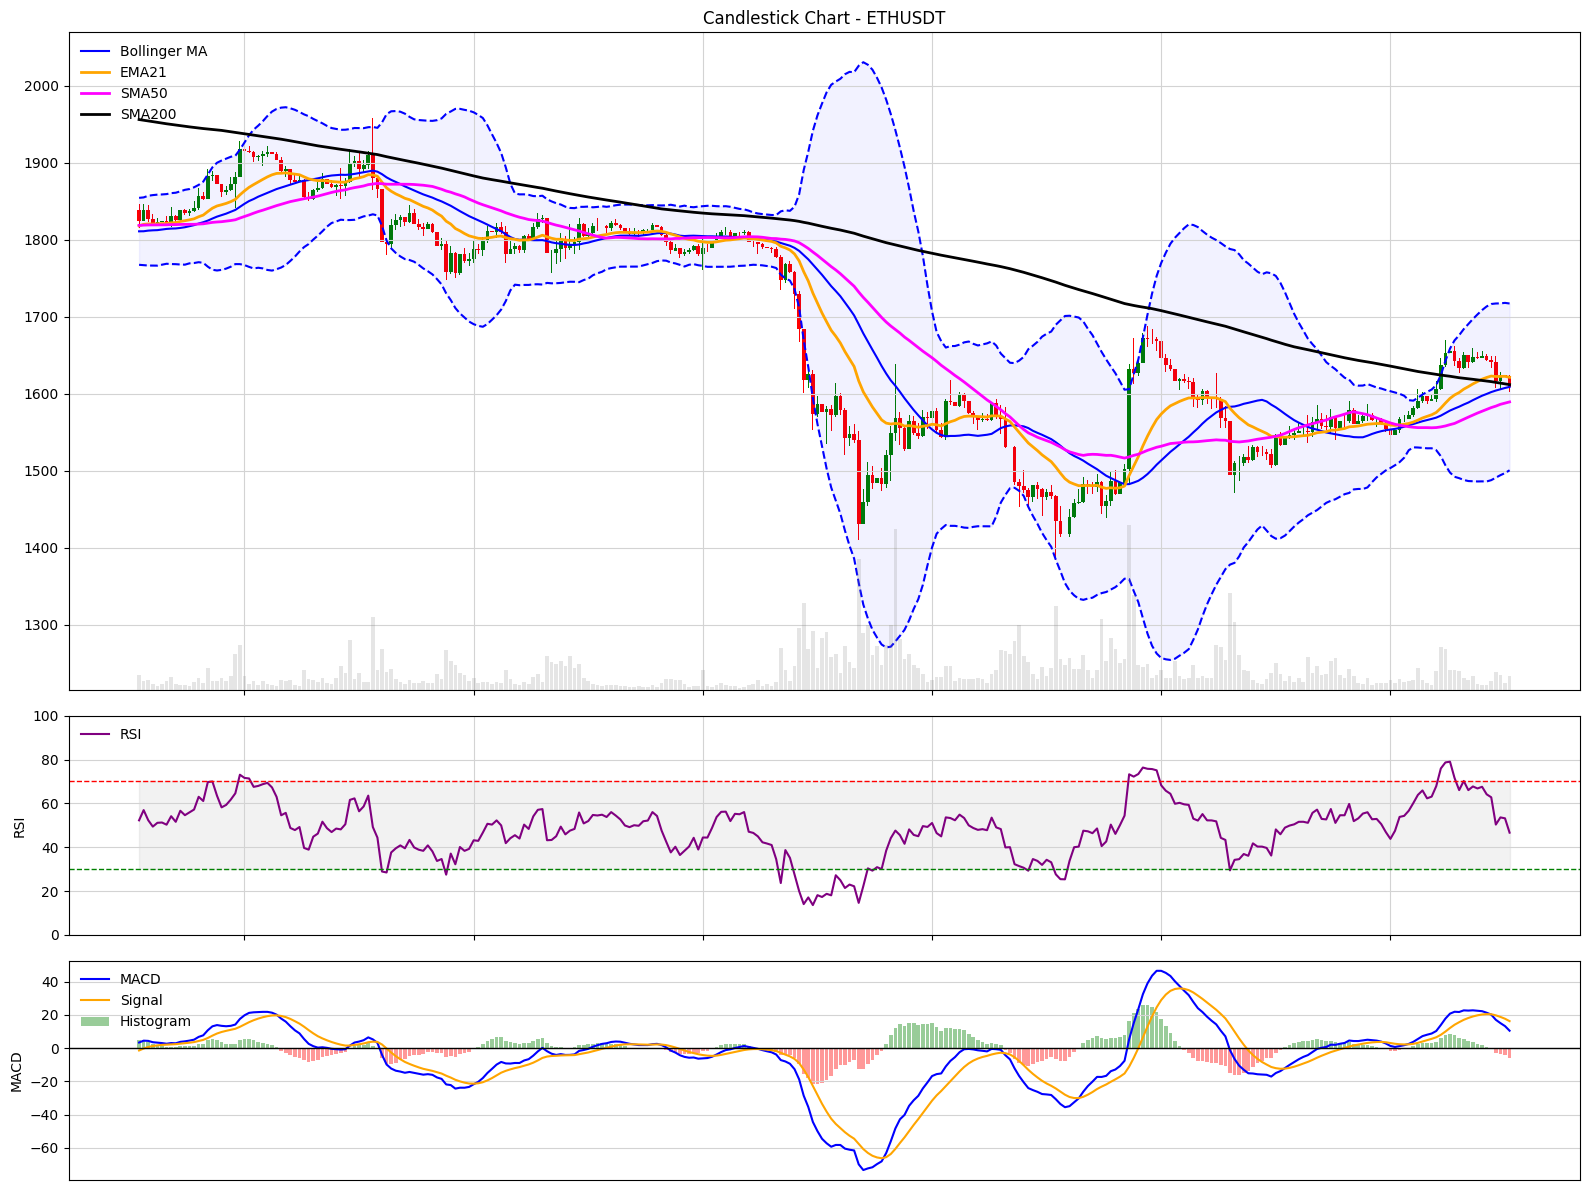 Candlestick Chart - ETHUSDT
Bollinger MA
EMA21
SMA50
SMA200
2000
1900
1800
1700
1600
1500
1400
1300
RSI
100
80
60
40
20
0
RSI
MACD
Signal
Histogram
40
20
0
−20
−40
−60
MACD